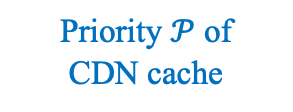 Priority 𝒫 of
CDN cache